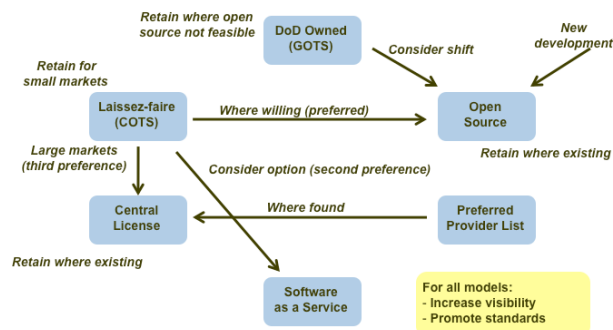 Retain where open
source not feasible
DoD Owned
(GOTS)
New
development
Consider shift
Retain for
small markets
Laissez-faire
(COTS)
Where willing (preferred)
Open
Source
Large markets
(third preference)
Consider option (second preference)
Retain where existing
Central
License
Where found
Preferred
Provider List
Retain where existing
Software
as a Service
For all models:
- Increase visibility
- Promote standards